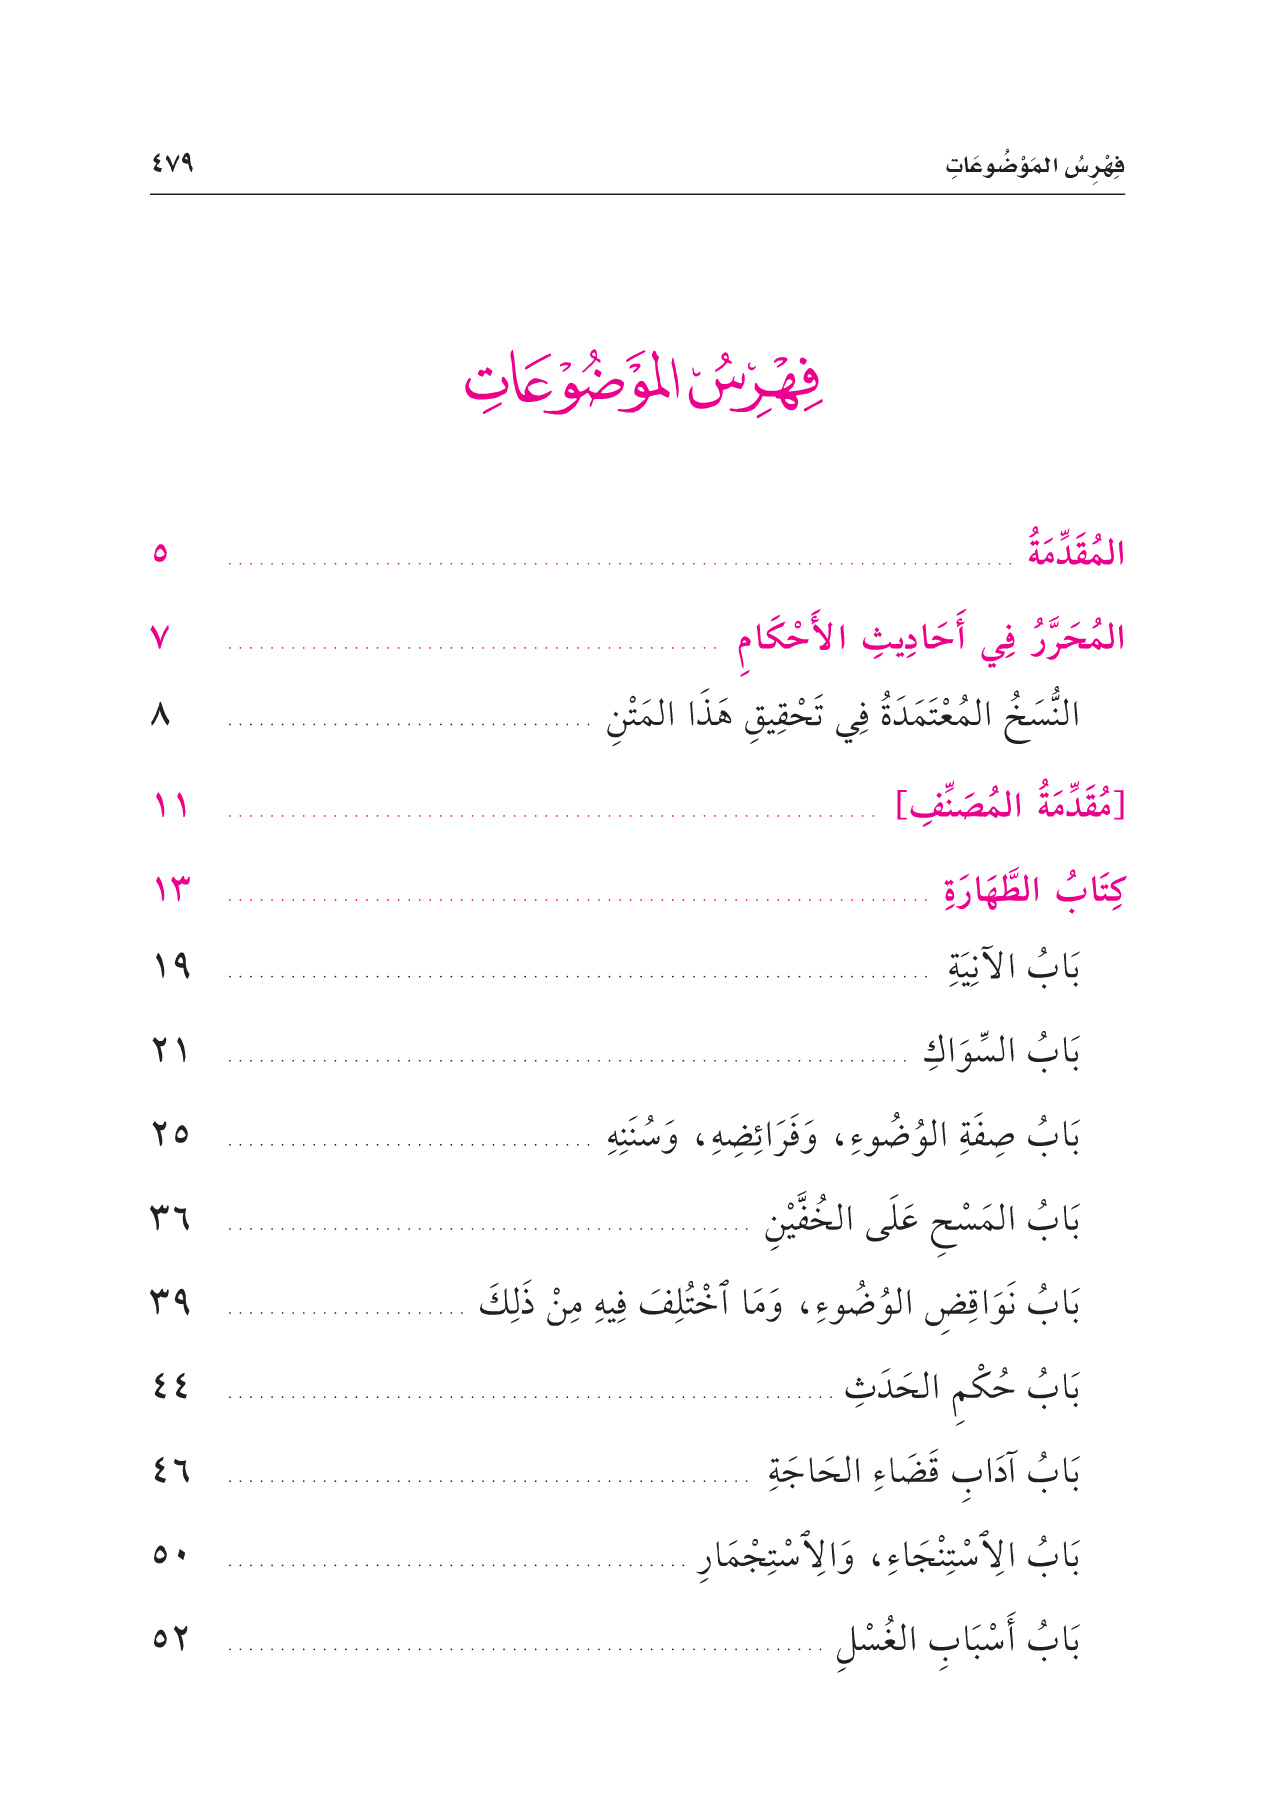 فِهْرِسُ المَوْضُوعَاتِ ٤٧٩
فِهْرِسُ المَوْضُوْعَاتِ
المُقَدِّمَةُ ........ ٥
المُحَرَّرُ فِي أَحَادِيثِ الأَحْكَامِ ........ ٧
النُّسَخُ المُعْتَمَدَةُ فِي تَحْقِيقِ هَذَا المَتْنِ ........ ٨
[مُقَدِّمَةُ المُصَنِّفِ] ........ ١١
كِتَابُ الطَّهَارَةِ ........ ١٣
بَابُ الآنِيَةِ ........ ١٩
بَابُ السِّوَاكِ ........ ٢١
بَابُ صِفَةِ الوُضُوءِ، وَفَرَائِضِهِ، وَسُنَنِهِ ........ ٢٥
بَابُ المَسْحِ عَلَى الخُفَّيْنِ ........ ٣٦
بَابُ نَوَاقِضِ الوُضُوءِ، وَمَا ٱخْتُلِفَ فِيهِ مِنْ ذَلِكَ ........ ٣٩
بَابُ حُكْمِ الحَدَثِ ........ ٤٤
بَابُ آدَابِ قَضَاءِ الحَاجَةِ ........ ٤٦
بَابُ الِٱسْتِنْجَاءِ، وَالِٱسْتِجْمَارِ ........ ٥٠
بَابُ أَسْبَابِ الغُسْلِ ........ ٥٢